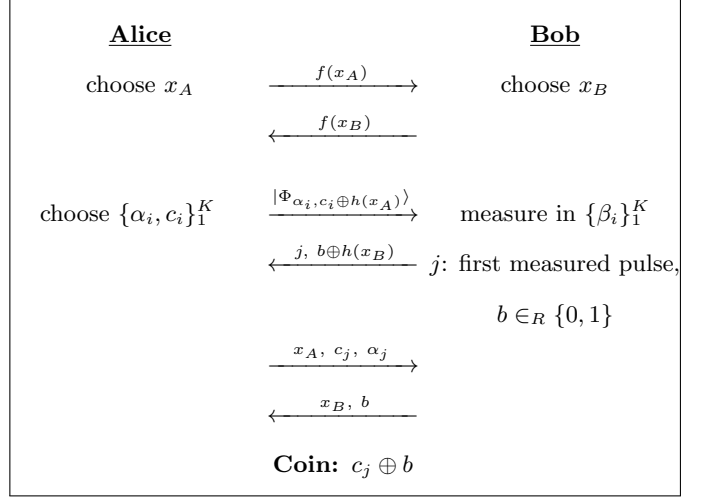 Alice Bob
choose x_A f(x_A) choose x_B
f(x_B)
choose {α_i, c_i}_1^K |Φ_{α_i, c_i⊕h(x_A)}⟩ measure in {β_i}_1^K
j, b⊕h(x_B) j: first measured pulse,
b ∈_R {0, 1}
x_A, c_j, α_j
x_B, b
Coin: c_j ⊕ b